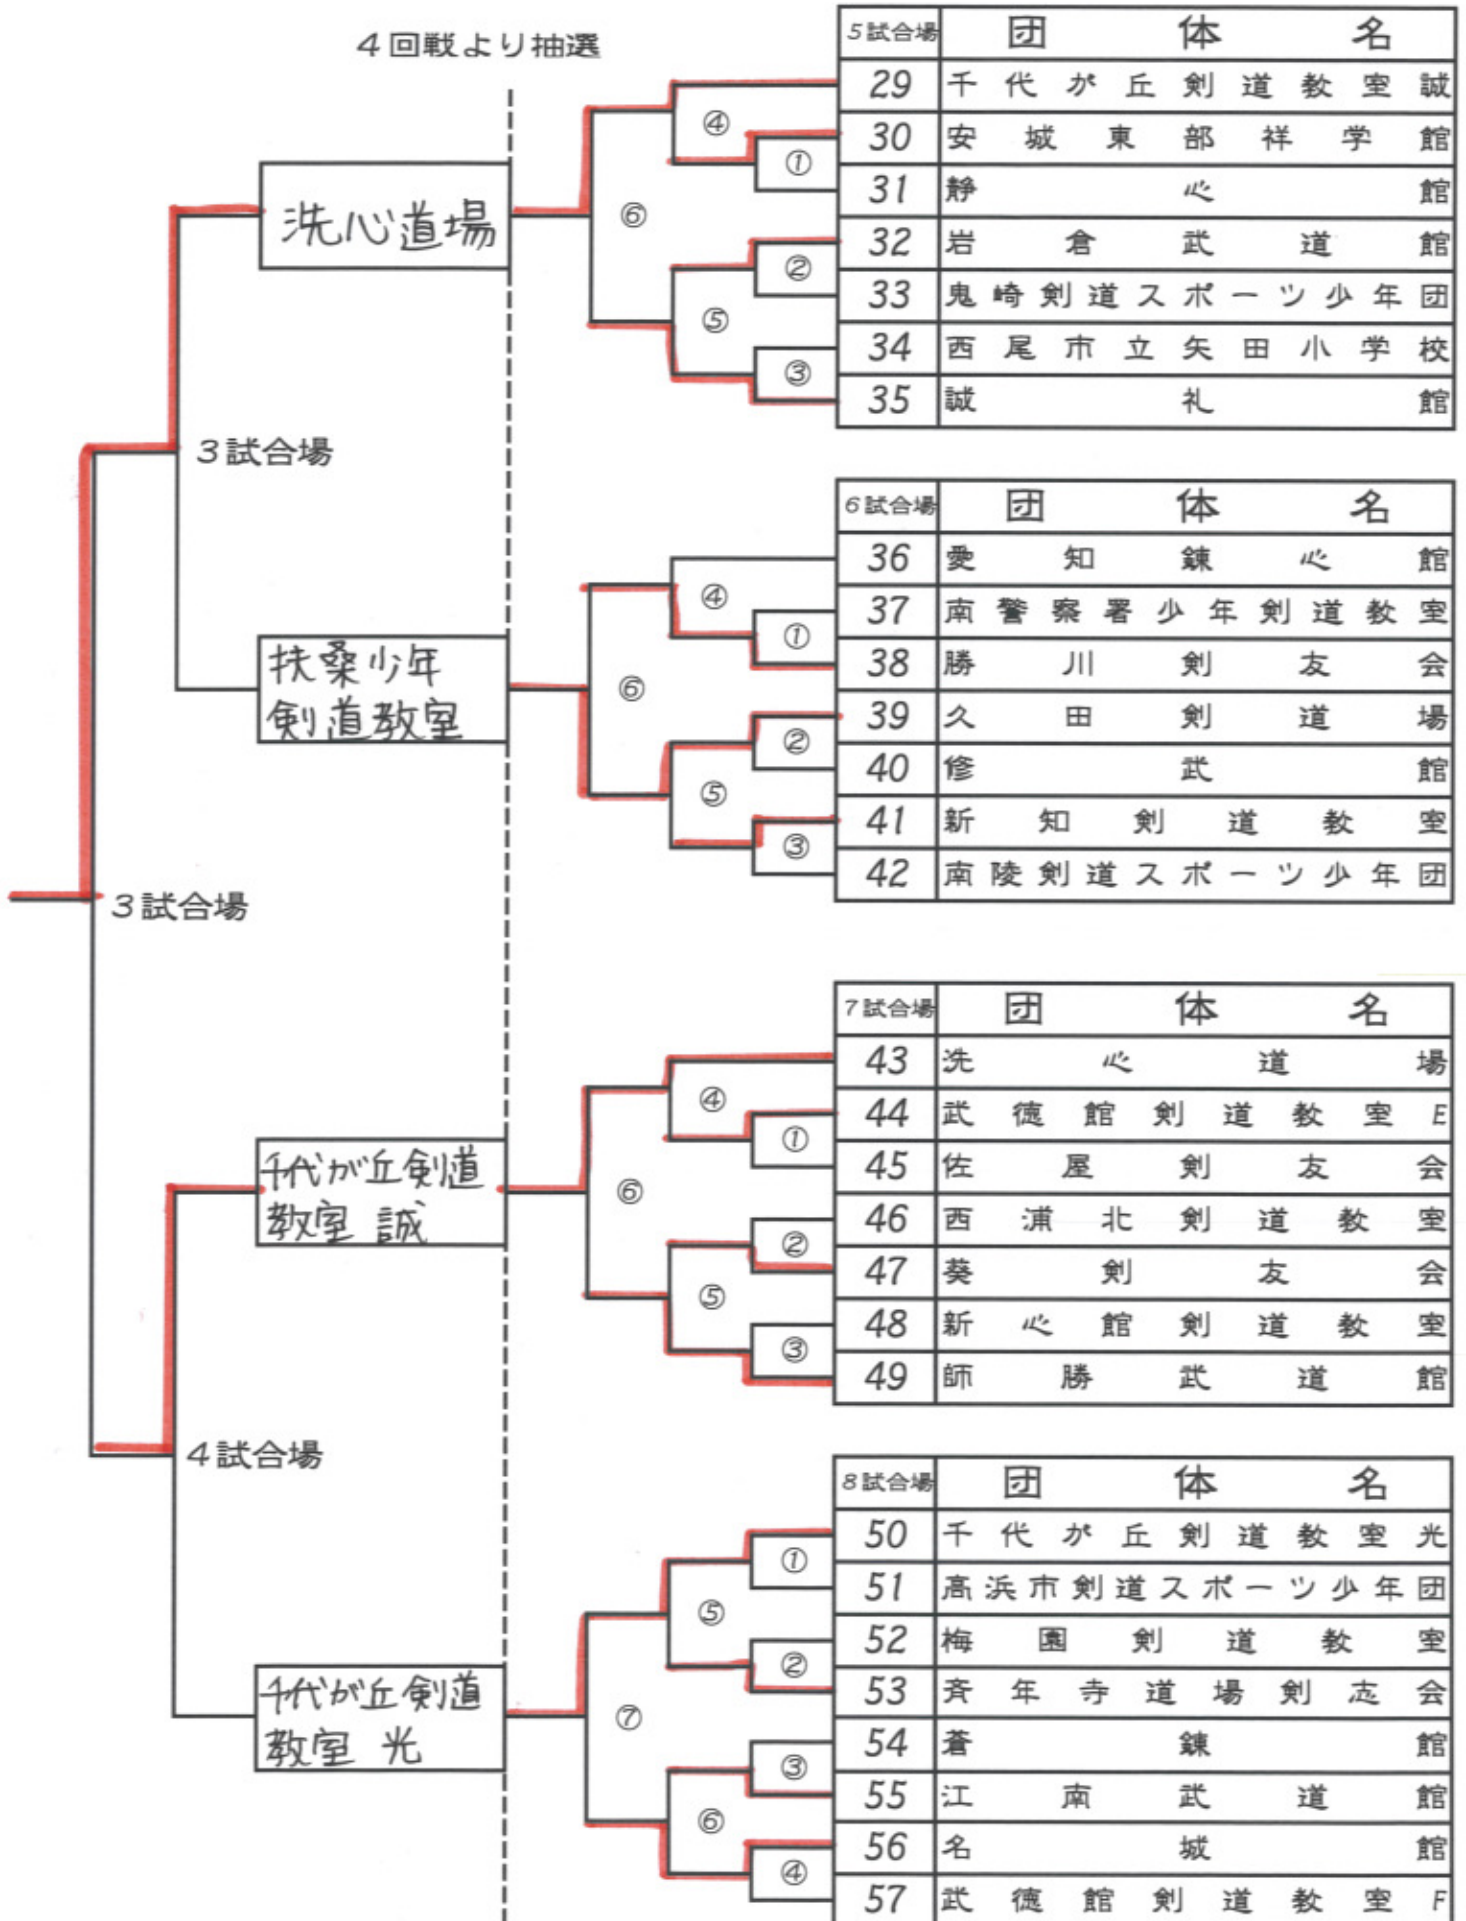 4回戦より抽選
5試合場 団体名
29 千代が丘剣道教室誠
30 安城東部祥学館
31 静心館
32 岩倉武道館
33 鬼崎剣道スポーツ少年団
34 西尾市立矢田小学校
35 誠礼館
④
①
⑥
②
⑤
③
洗心道場
3試合場
6試合場 団体名
36 愛知錬心館
37 南警察署少年剣道教室
38 勝川剣友会
39 久田剣道場
40 修武館
41 新知剣道教室
42 南陵剣道スポーツ少年団
④
①
⑥
②
⑤
③
扶桑少年
剣道教室
3試合場
7試合場 団体名
43 洗心道場
44 武徳館剣道教室E
45 佐屋剣友会
46 西浦北剣道教室
47 葵剣友会
48 新心館剣道教室
49 師勝武道館
④
①
⑥
②
⑤
③
千代が丘剣道
教室 誠
4試合場
8試合場 団体名
50 千代が丘剣道教室光
51 高浜市剣道スポーツ少年団
52 梅園剣道教室
53 斉年寺道場剣志会
54 蒼錬館
55 江南武道館
56 名城館
57 武徳館剣道教室F
①
⑤
②
⑦
③
⑥
④
千代が丘剣道
教室 光